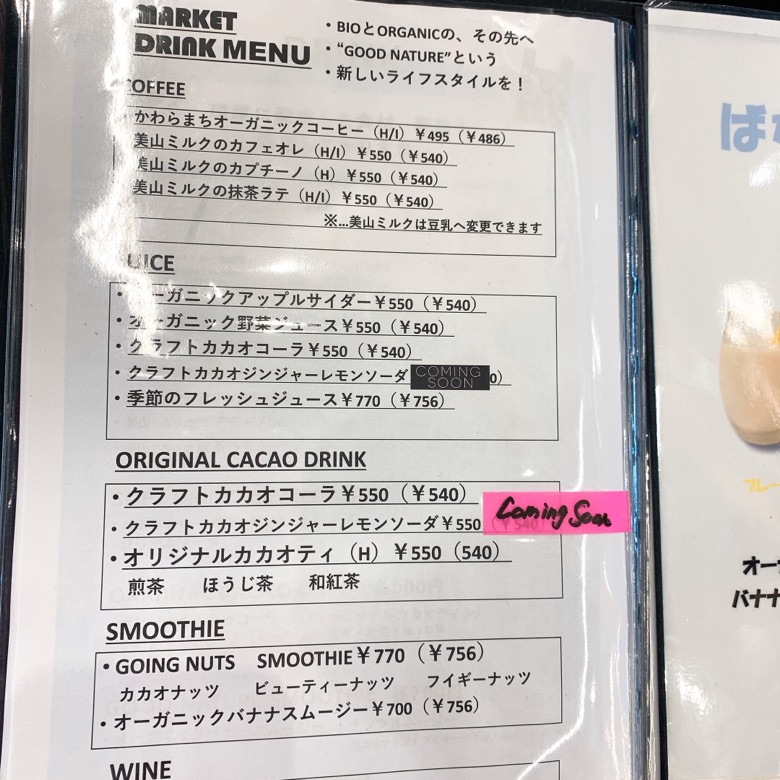 MARKET
DRINK MENU
・BIOとORGANICの、その先へ
・“GOOD NATURE”という
・新しいライフスタイルを！
COFFEE
かわらまちオーガニックコーヒー（H/I）￥495（￥486）
美山ミルクのカフェオレ（H/I）￥550（￥540）
美山ミルクのカプチーノ（H）￥550（￥540）
美山ミルクの抹茶ラテ（H/I）￥550（￥540）
※…美山ミルクは豆乳へ変更できます
JUICE
・オーガニックアップルサイダー￥550（￥540）
・オーガニック野菜ジュース￥550（￥540）
・クラフトカカオコーラ￥550（￥540）
・クラフトカカオジンジャーレモンソーダ COMING SOON 0）
・季節のフレッシュジュース￥770（￥756）
ORIGINAL CACAO DRINK
・クラフトカカオコーラ￥550（￥540）
・クラフトカカオジンジャーレモンソーダ￥550（￥540）
Coming Soon
・オリジナルカカオティ（H）￥550（540）
煎茶 ほうじ茶 和紅茶
SMOOTHIE
・GOING NUTS SMOOTHIE￥770（￥756）
カカオナッツ ビューティーナッツ フイギーナッツ
・オーガニックバナナスムージー￥700（￥756）
WINE
ば
フレー
オー
バナナ